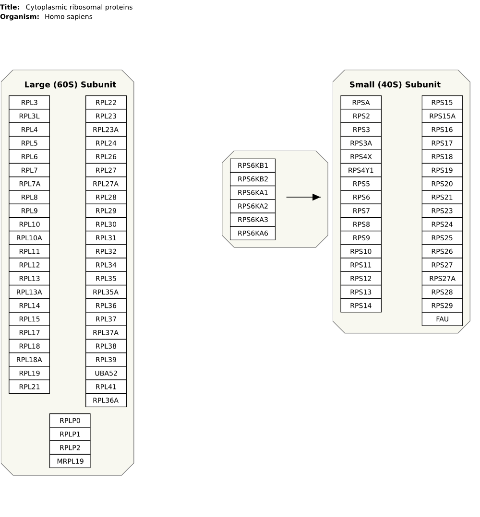 Title: Cytoplasmic ribosomal proteins
Organism: Homo sapiens
Large (60S) Subunit
RPL3
RPL3L
RPL4
RPL5
RPL6
RPL7
RPL7A
RPL8
RPL9
RPL10
RPL10A
RPL11
RPL12
RPL13
RPL13A
RPL14
RPL15
RPL17
RPL18
RPL18A
RPL19
RPL21
RPL22
RPL23
RPL23A
RPL24
RPL26
RPL27
RPL27A
RPL28
RPL29
RPL30
RPL31
RPL32
RPL34
RPL35
RPL35A
RPL36
RPL37
RPL37A
RPL38
RPL39
UBA52
RPL41
RPL36A
RPLP0
RPLP1
RPLP2
MRPL19
RPS6KB1
RPS6KB2
RPS6KA1
RPS6KA2
RPS6KA3
RPS6KA6
Small (40S) Subunit
RPSA
RPS2
RPS3
RPS3A
RPS4X
RPS4Y1
RPS5
RPS6
RPS7
RPS8
RPS9
RPS10
RPS11
RPS12
RPS13
RPS14
RPS15
RPS15A
RPS16
RPS17
RPS18
RPS19
RPS20
RPS21
RPS23
RPS24
RPS25
RPS26
RPS27
RPS27A
RPS28
RPS29
FAU